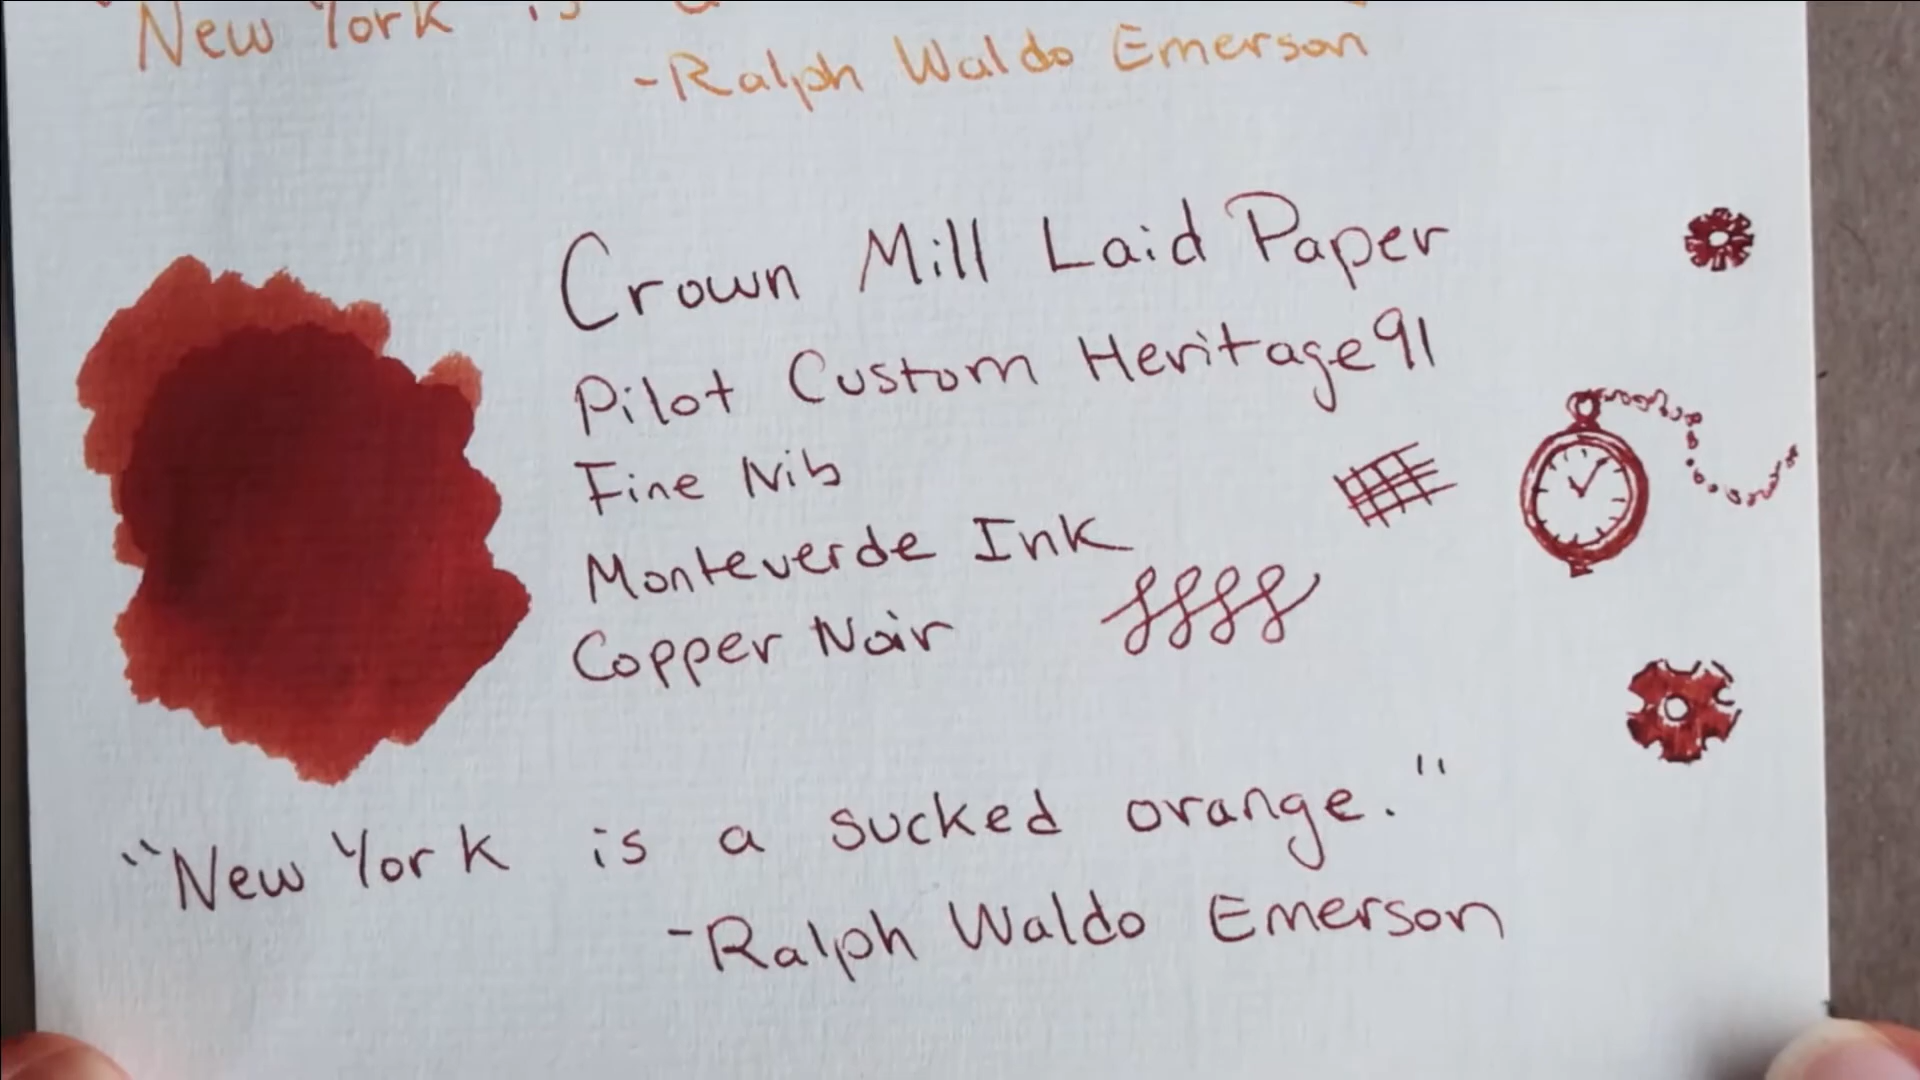 New York is a
-Ralph Waldo Emerson
Crown Mill Laid Paper
Pilot Custom Heritage 91
Fine Nib
Monteverde Ink
Copper Noir
"New York is a sucked orange."
-Ralph Waldo Emerson